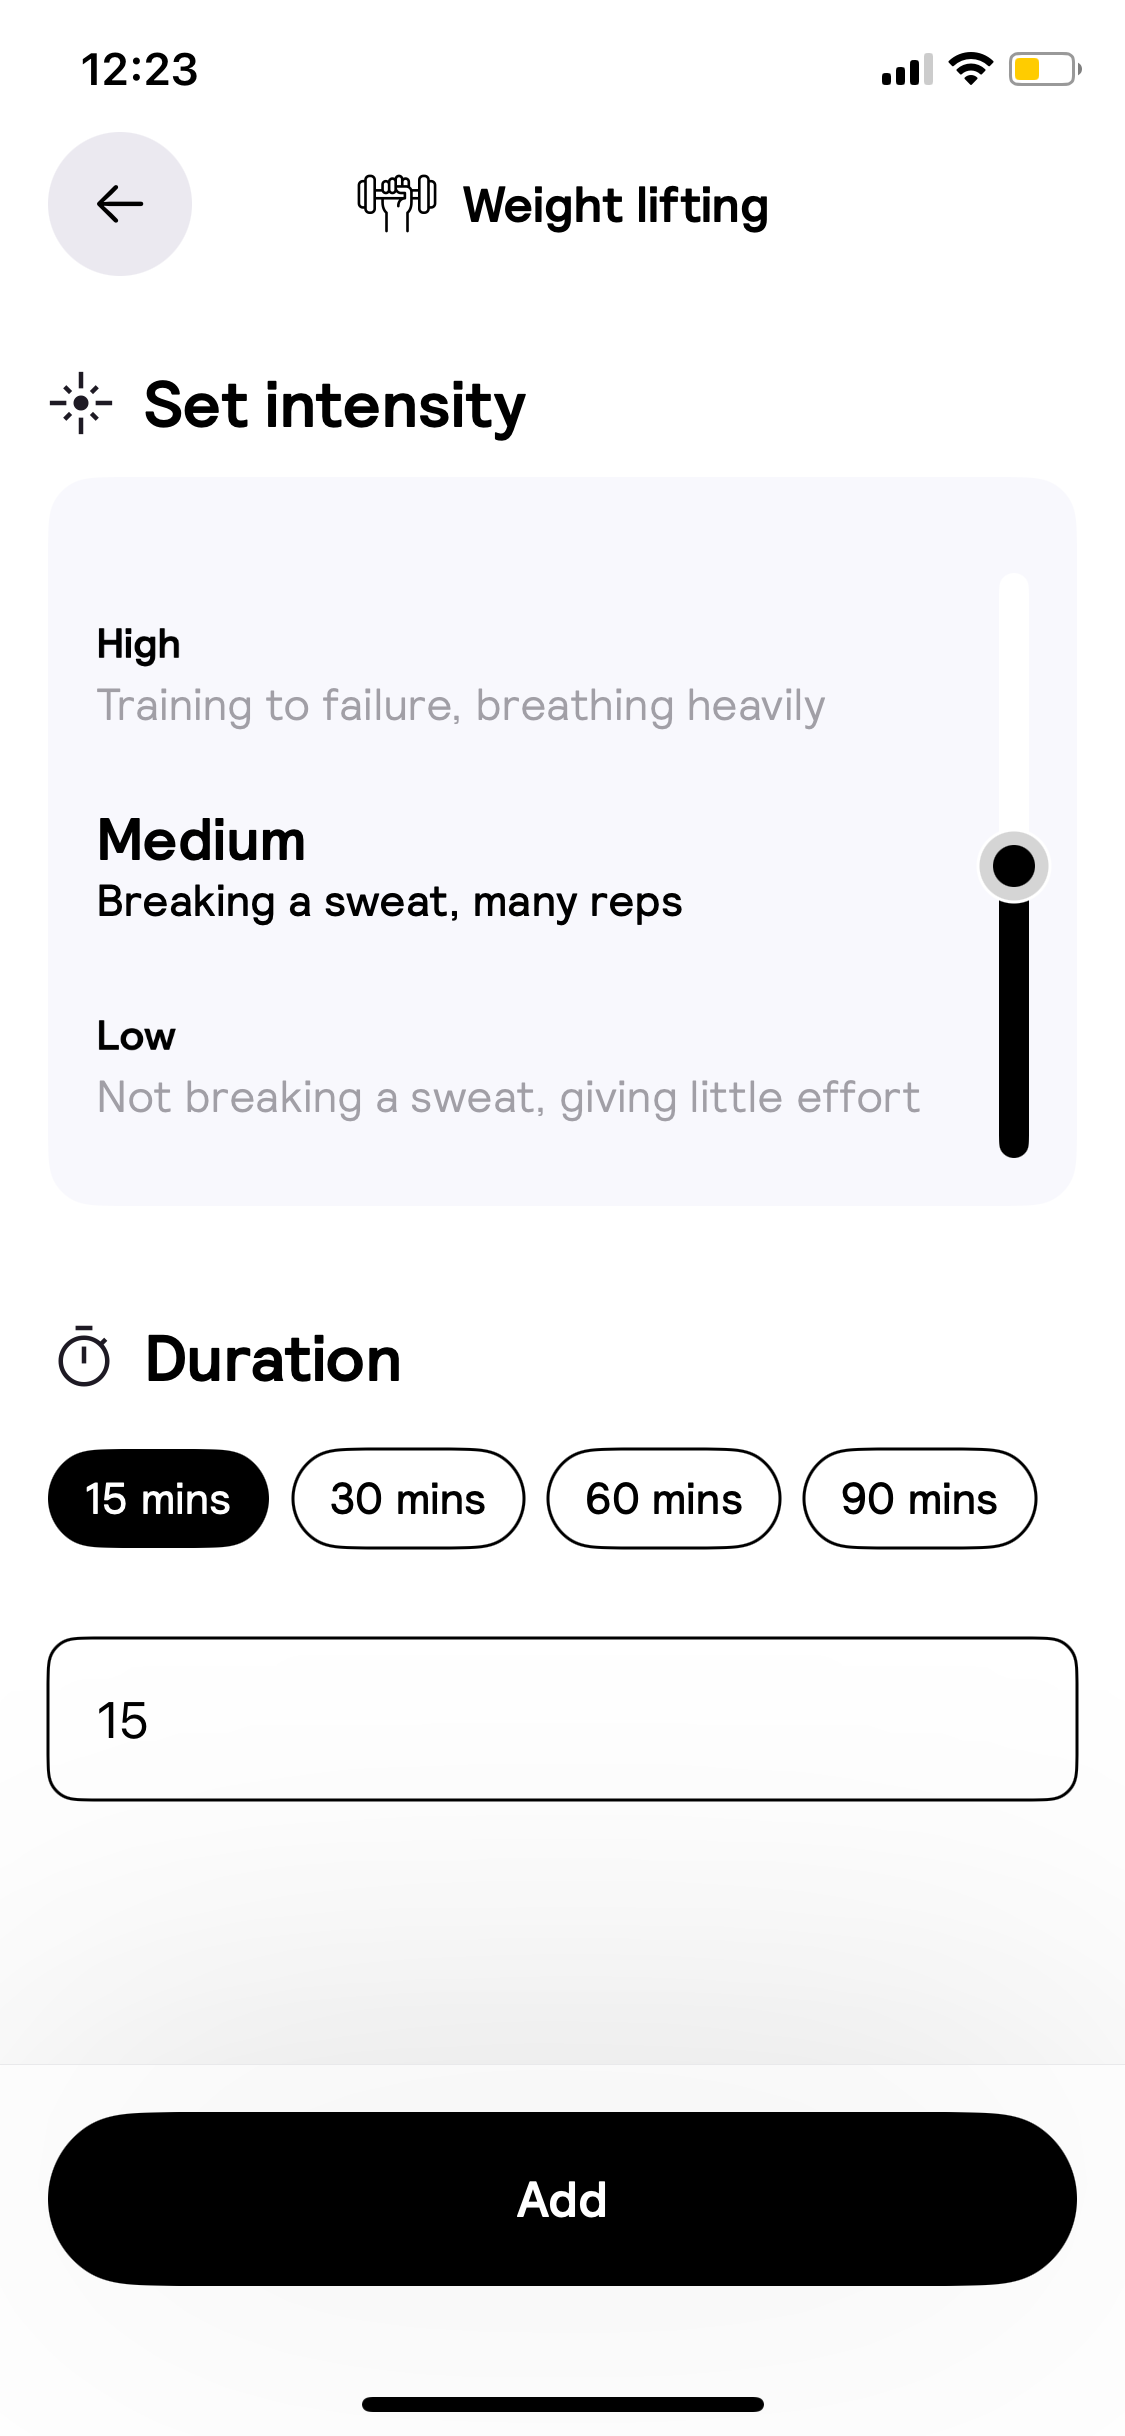 12:23
Weight lifting
Set intensity
High
Training to failure, breathing heavily
Medium
Breaking a sweat, many reps
Low
Not breaking a sweat, giving little effort
Duration
15 mins 30 mins 60 mins 90 mins
15
Add